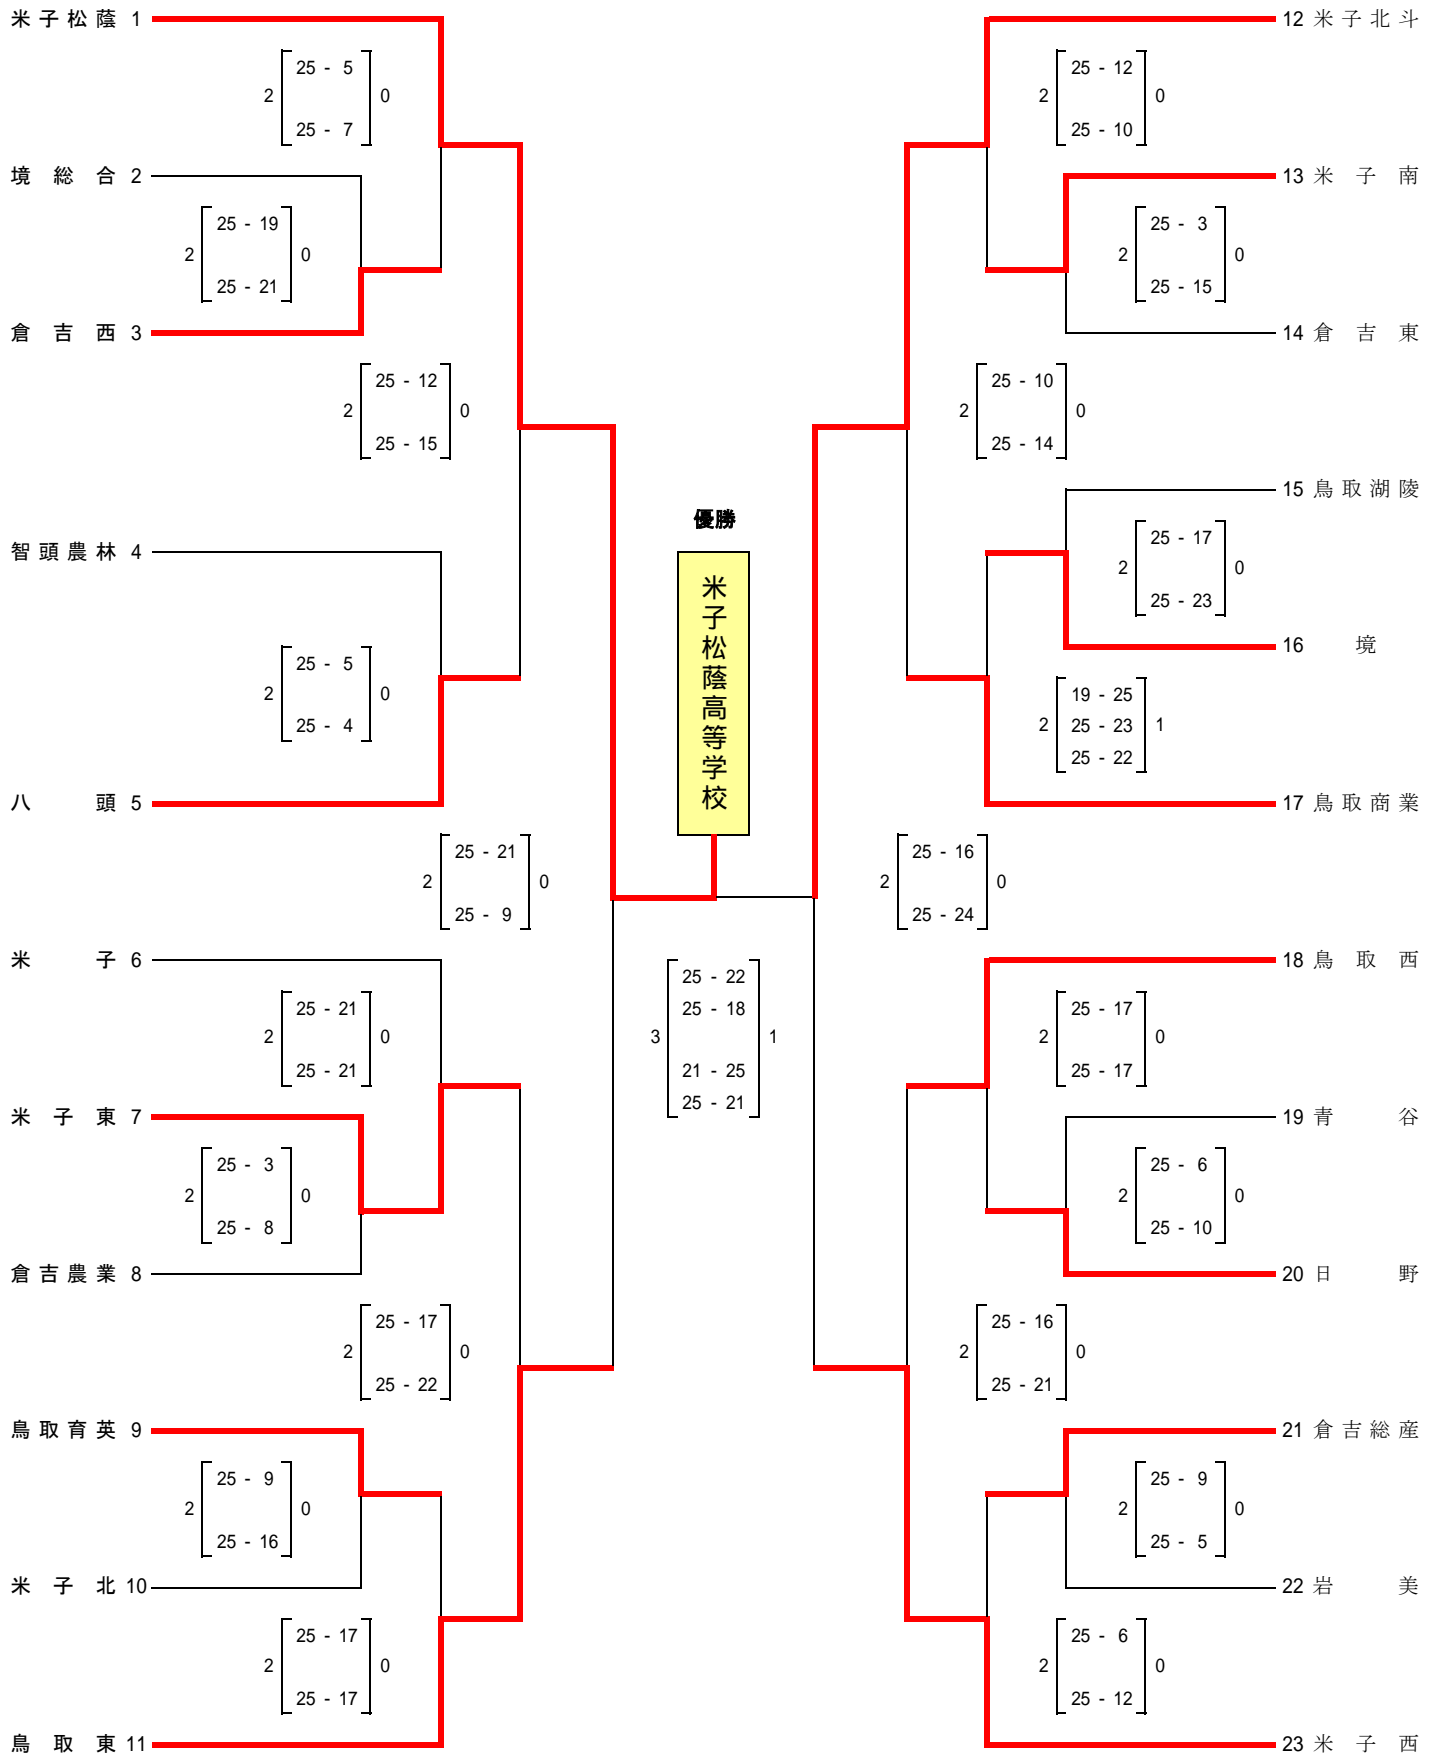 米子松蔭 1
25 - 5
2 0
25 - 7
境総合 2
25 - 19
2 0
25 - 21
倉吉西 3
25 - 12
2 0
25 - 15
智頭農林 4
25 - 5
2 0
25 - 4
八頭 5
25 - 21
2 0
25 - 9
米子 6
25 - 21
2 0
25 - 21
米子東 7
25 - 3
2 0
25 - 8
倉吉農業 8
25 - 17
2 0
25 - 22
鳥取育英 9
25 - 9
2 0
25 - 16
米子北 10
25 - 17
2 0
25 - 17
鳥取東 11
優勝
米子松蔭高等学校
25 - 22
25 - 18
3 1
21 - 25
25 - 21
12 米子北斗
25 - 12
2 0
25 - 10
13 米子南
25 - 3
2 0
25 - 15
14 倉吉東
25 - 10
2 0
25 - 14
15 鳥取湖陵
25 - 17
2 0
25 - 23
16 境
19 - 25
2 25 - 23 1
25 - 22
17 鳥取商業
25 - 16
2 0
25 - 24
18 鳥取西
25 - 17
2 0
25 - 17
19 青谷
25 - 6
2 0
25 - 10
20 日野
25 - 16
2 0
25 - 21
21 倉吉総産
25 - 9
2 0
25 - 5
22 岩美
25 - 6
2 0
25 - 12
23 米子西